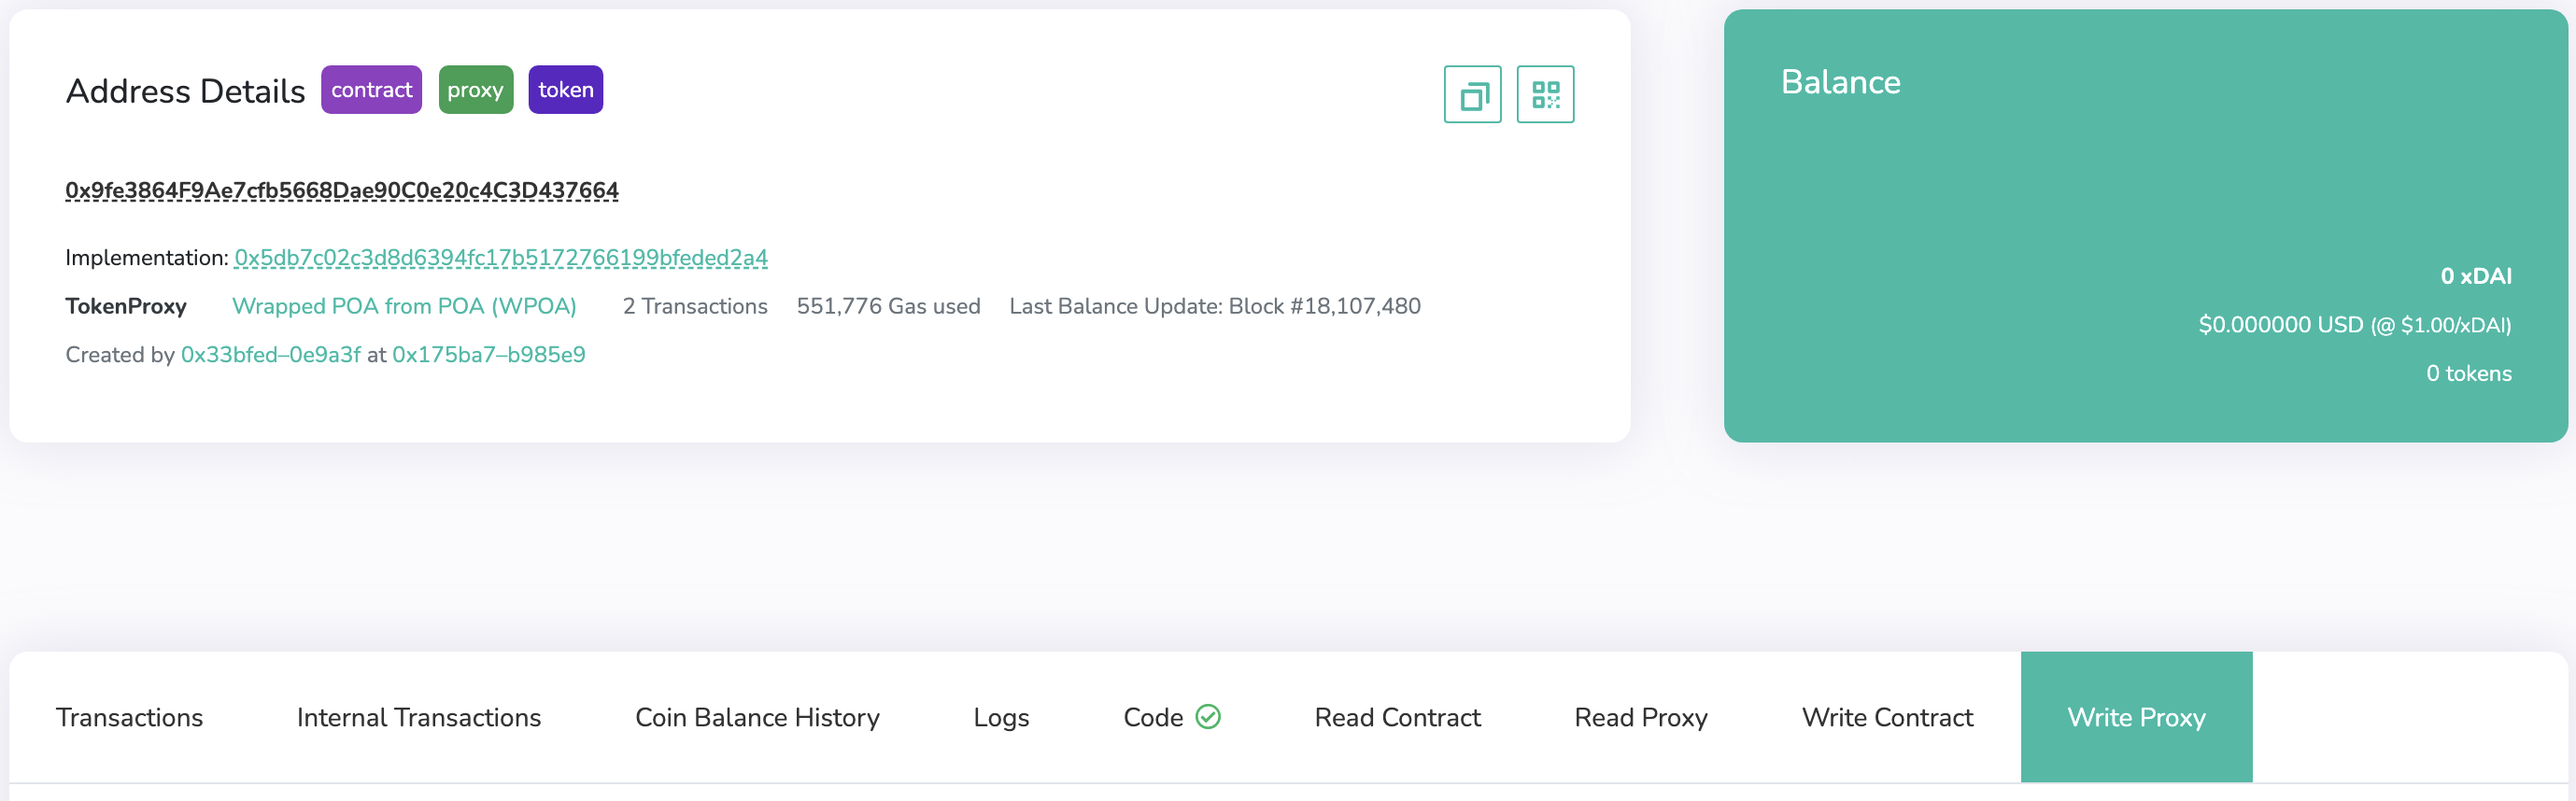 Address Details contract proxy token
0x9fe3864F9Ae7cfb5668Dae90C0e20c4C3D437664
Implementation: 0x5db7c02c3d8d6394fc17b5172766199bfeded2a4
TokenProxy Wrapped POA from POA (WPOA) 2 Transactions 551,776 Gas used Last Balance Update: Block #18,107,480
Created by 0x33bfed–0e9a3f at 0x175ba7–b985e9
Balance
0 xDAI
$0.000000 USD (@ $1.00/xDAI)
0 tokens
Transactions Internal Transactions Coin Balance History Logs Code Read Contract Read Proxy Write Contract Write Proxy